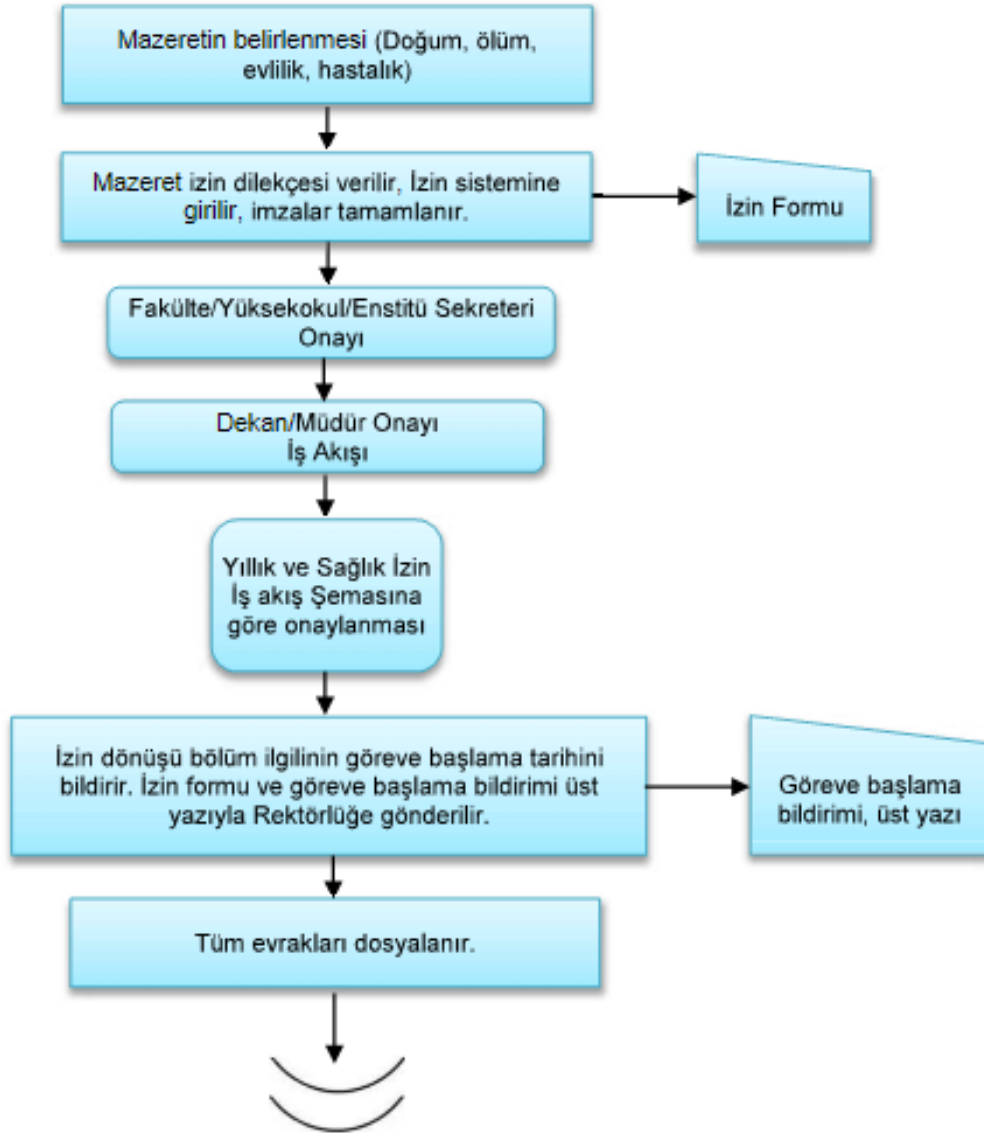 Mazeretin belirlenmesi (Doğum, ölüm,
evlilik, hastalık)
Mazeret izin dilekçesi verilir, İzin sistemine
girilir, imzalar tamamlanır.
İzin Formu
Fakülte/Yüksekokul/Enstitü Sekreteri
Onayı
Dekan/Müdür Onayı
İş Akışı
Yıllık ve Sağlık İzin
İş akış Şemasına
göre onaylanması
İzin dönüşü bölüm ilgilinin göreve başlama tarihini
bildirir. İzin formu ve göreve başlama bildirimi üst
yazıyla Rektörlüğe gönderilir.
Göreve başlama
bildirimi, üst yazı
Tüm evrakları dosyalanır.